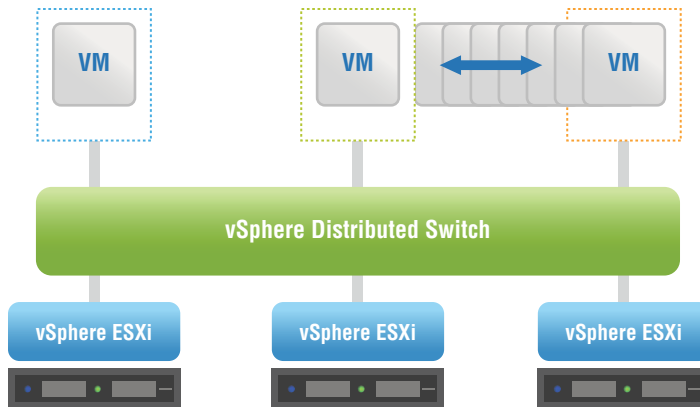 VM
VM
VM
vSphere Distributed Switch
vSphere ESXi
vSphere ESXi
vSphere ESXi